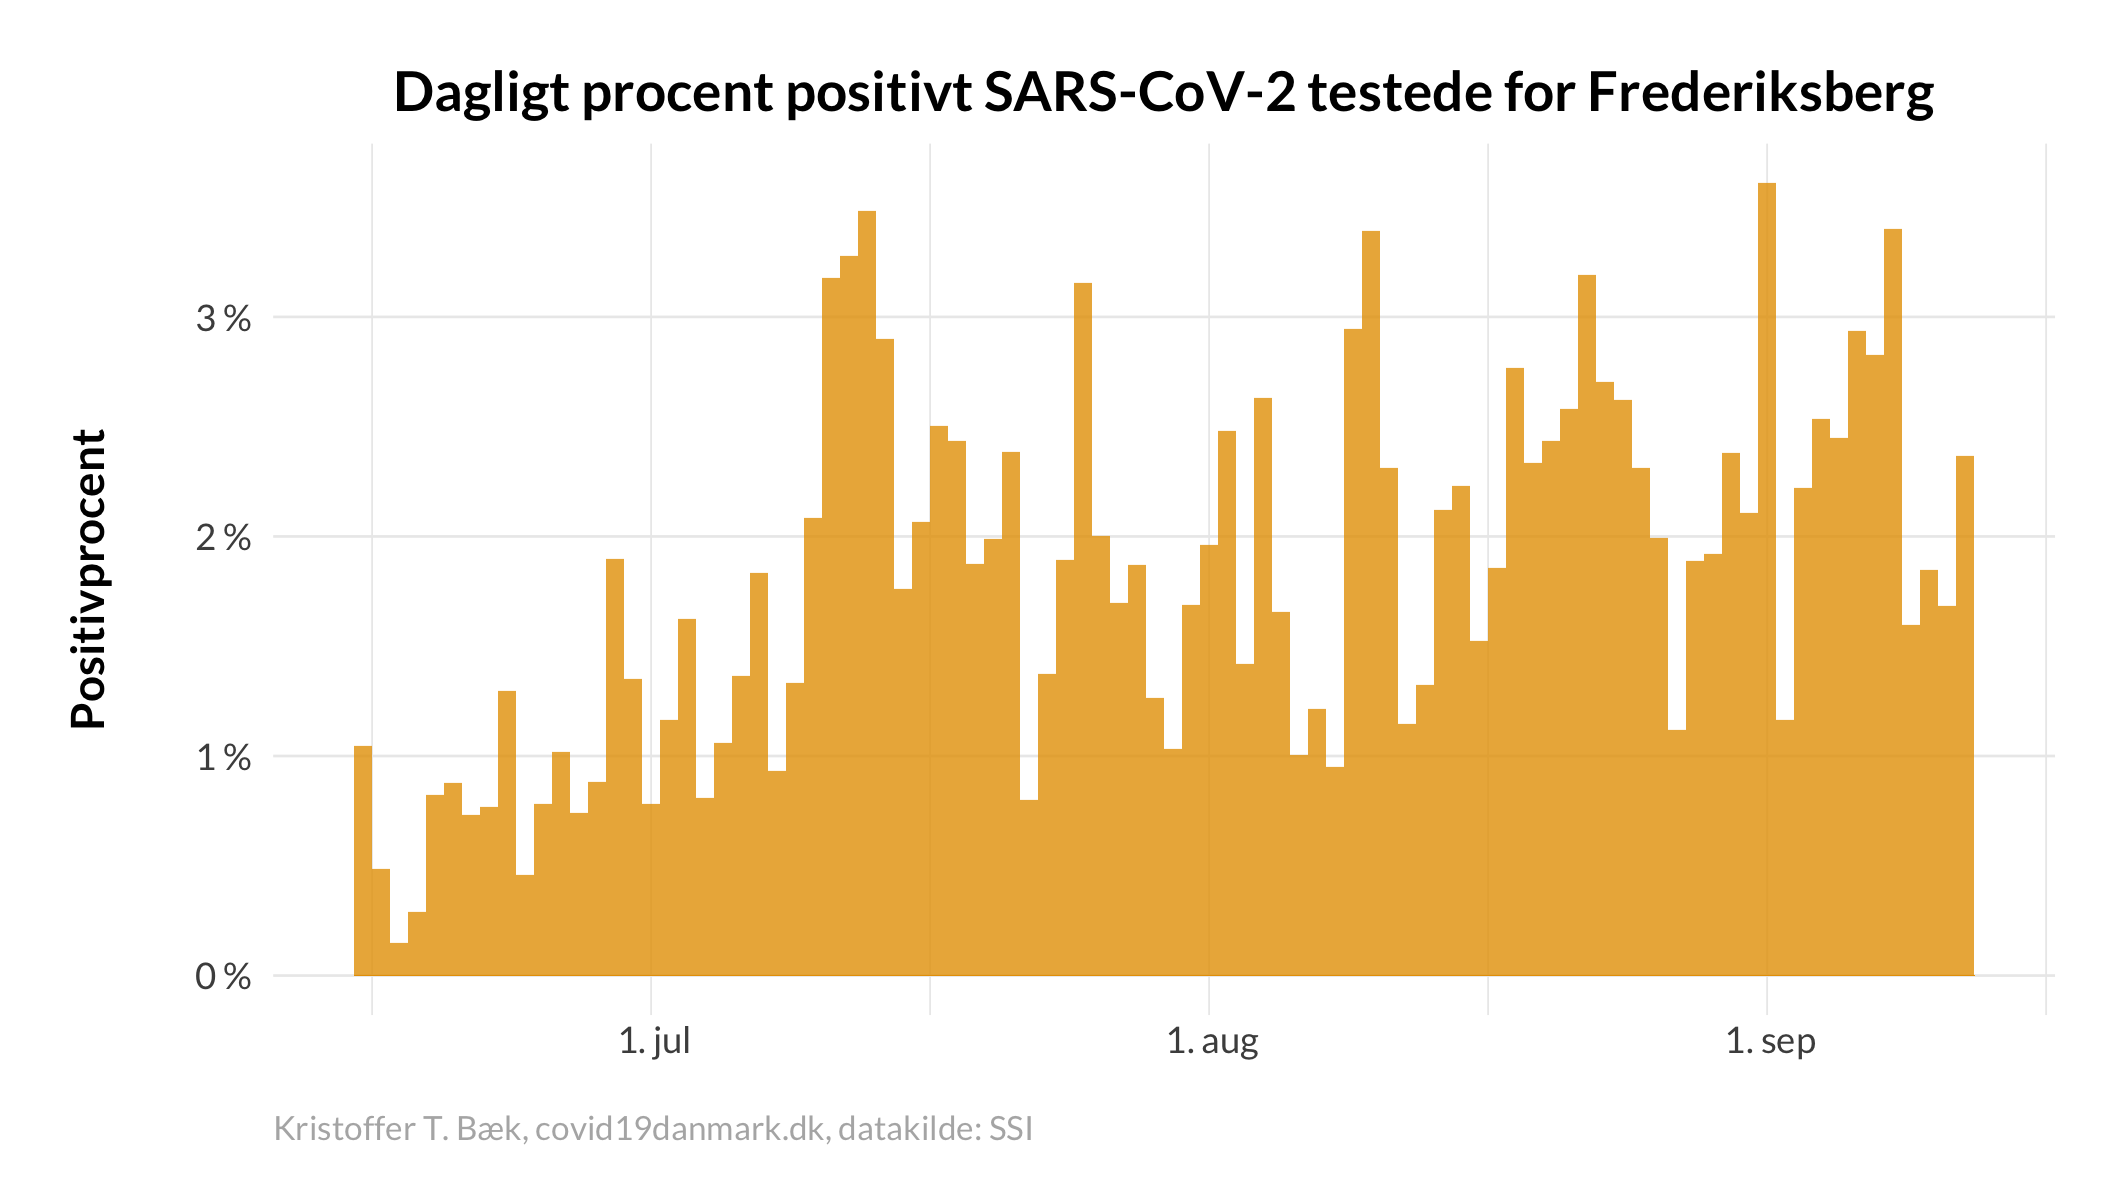 Dagligt procent positivt SARS-CoV-2 testede for Frederiksberg
Positivprocent
3 %
2 %
1 %
0 %
1. jul
1. aug
1. sep
Kristoffer T. Bæk, covid19danmark.dk, datakilde: SSI